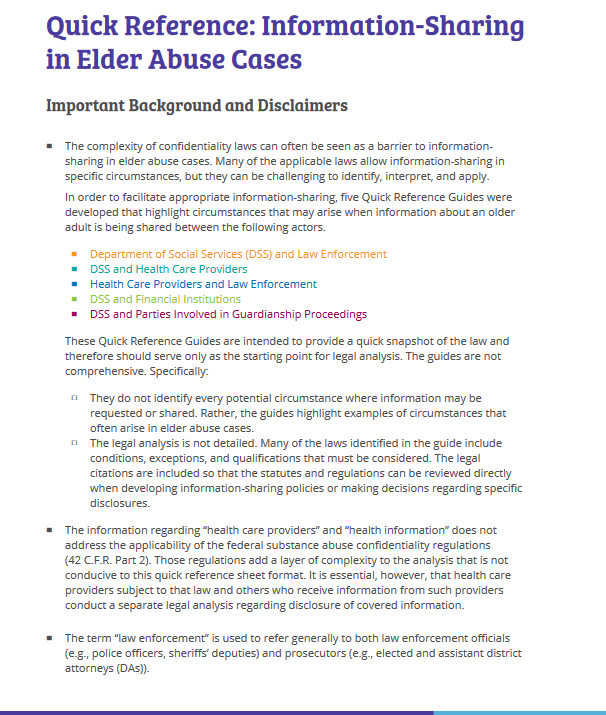 Quick Reference: Information-Sharing
in Elder Abuse Cases
Important Background and Disclaimers
▪ The complexity of confidentiality laws can often be seen as a barrier to information-
sharing in elder abuse cases. Many of the applicable laws allow information-sharing in
specific circumstances, but they can be challenging to identify, interpret, and apply.
In order to facilitate appropriate information-sharing, five Quick Reference Guides were
developed that highlight circumstances that may arise when information about an older
adult is being shared between the following actors.
▪ Department of Social Services (DSS) and Law Enforcement
▪ DSS and Health Care Providers
▪ Health Care Providers and Law Enforcement
▪ DSS and Financial Institutions
▪ DSS and Parties Involved in Guardianship Proceedings
These Quick Reference Guides are intended to provide a quick snapshot of the law and
therefore should serve only as the starting point for legal analysis. The guides are not
comprehensive. Specifically:
▫ They do not identify every potential circumstance where information may be
requested or shared. Rather, the guides highlight examples of circumstances that
often arise in elder abuse cases.
▫ The legal analysis is not detailed. Many of the laws identified in the guide include
conditions, exceptions, and qualifications that must be considered. The legal
citations are included so that the statutes and regulations can be reviewed directly
when developing information-sharing policies or making decisions regarding specific
disclosures.
▪ The information regarding “health care providers” and “health information” does not
address the applicability of the federal substance abuse confidentiality regulations
(42 C.F.R. Part 2). Those regulations add a layer of complexity to the analysis that is not
conducive to this quick reference sheet format. It is essential, however, that health care
providers subject to that law and others who receive information from such providers
conduct a separate legal analysis regarding disclosure of covered information.
▪ The term “law enforcement” is used to refer generally to both law enforcement officials
(e.g., police officers, sheriffs’ deputies) and prosecutors (e.g., elected and assistant district
attorneys (DAs)).